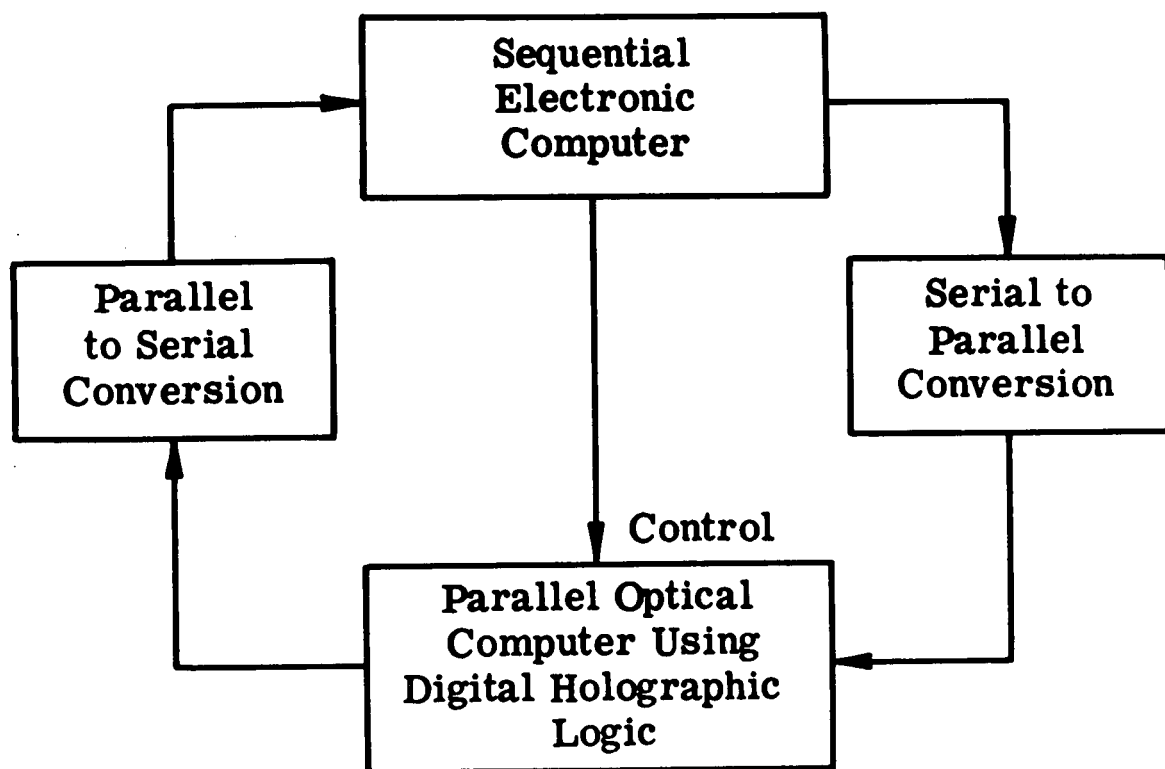 Sequential
Electronic
Computer
Parallel
to Serial
Conversion
Serial to
Parallel
Conversion
Control
Parallel Optical
Computer Using
Digital Holographic
Logic